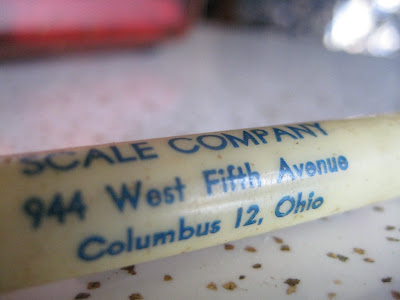 SCALE COMPANY
944 West Fifth Avenue
Columbus 12, Ohio